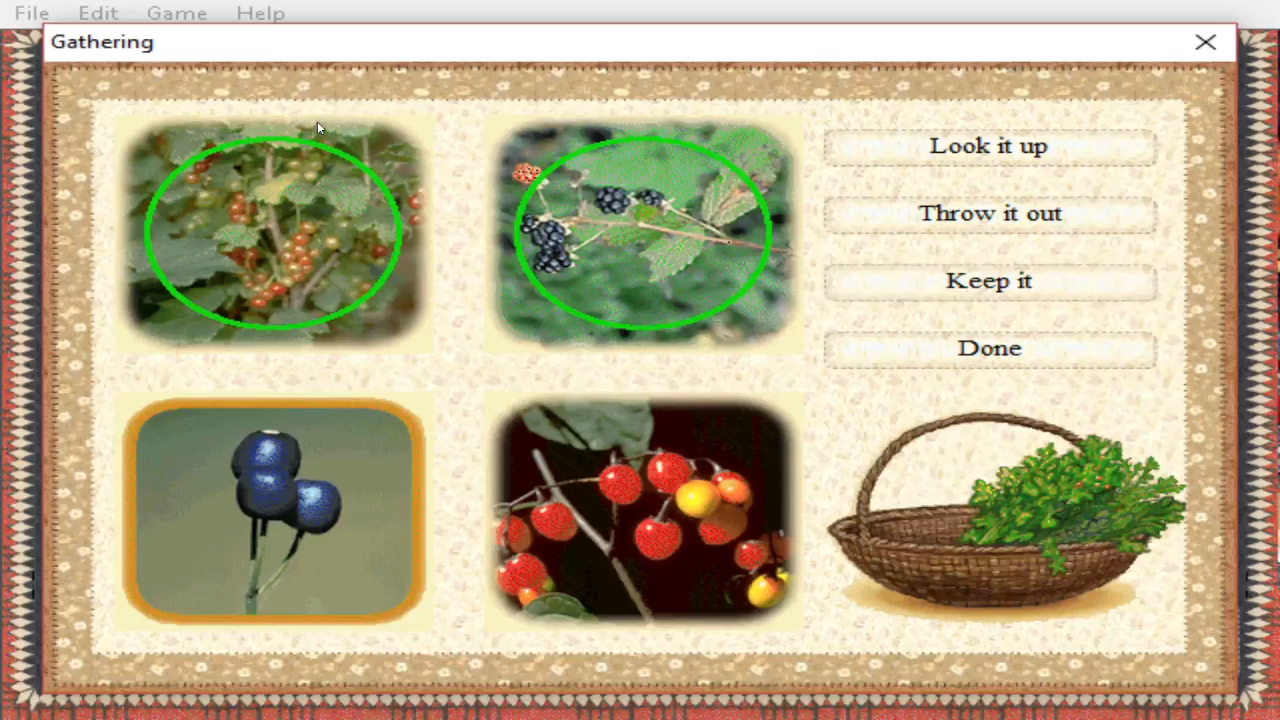 File Edit Game Help
Gathering
Look it up
Throw it out
Keep it
Done